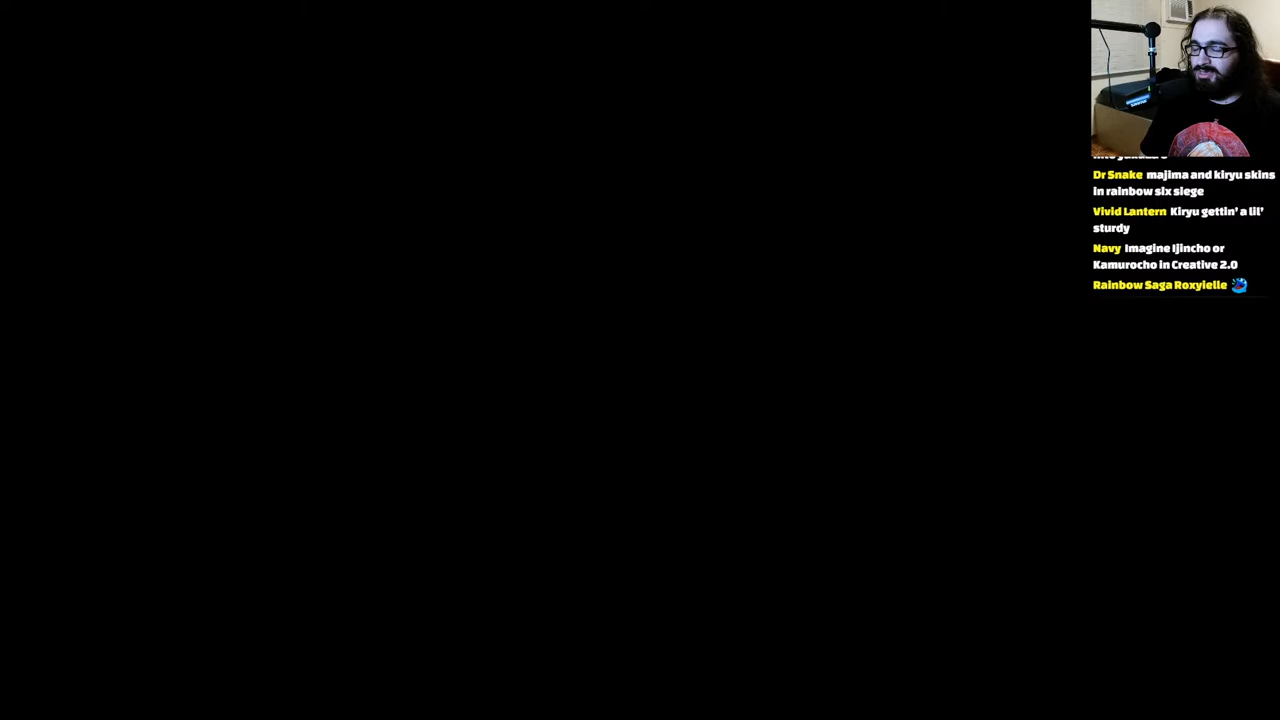 Dr Snake majima and kiryu skins
in rainbow six siege
Vivid Lantern Kiryu gettin' a lil'
sturdy
Navy Imagine Ijincho or
Kamurocho in Creative 2.0
Rainbow Saga Roxyielle